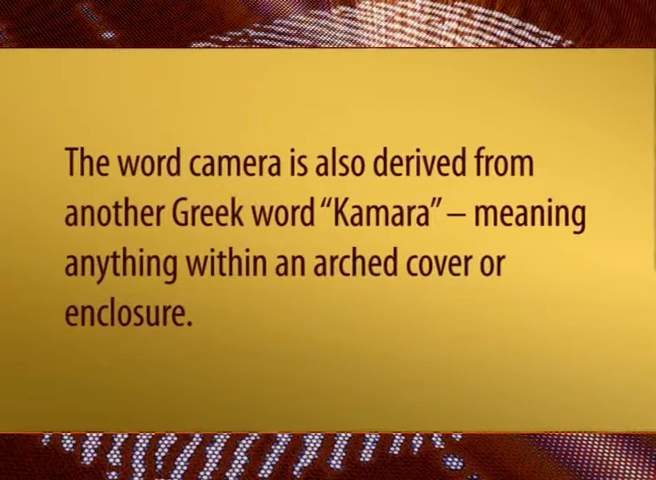 The word camera is also derived from
another Greek word “Kamara” – meaning
anything within an arched cover or
enclosure.